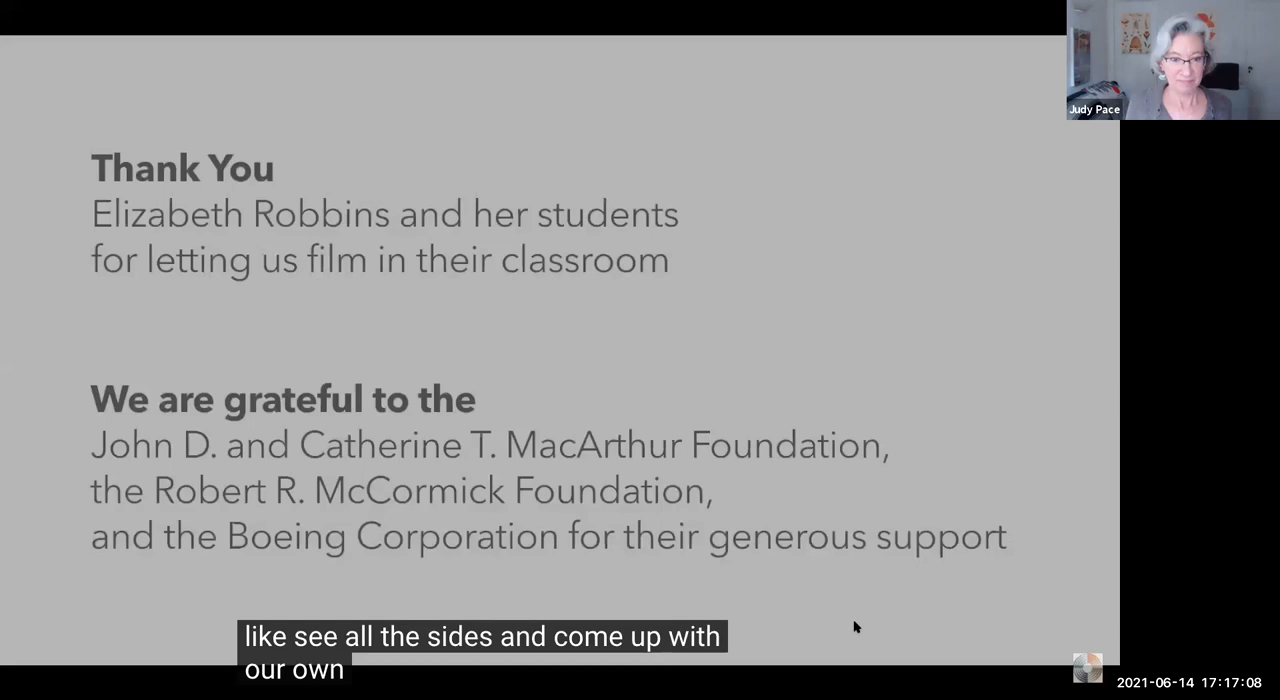 Judy Pace
Thank You
Elizabeth Robbins and her students
for letting us film in their classroom
We are grateful to the
John D. and Catherine T. MacArthur Foundation,
the Robert R. McCormick Foundation,
and the Boeing Corporation for their generous support
like see all the sides and come up with
our own
2021-06-14 17:17:08